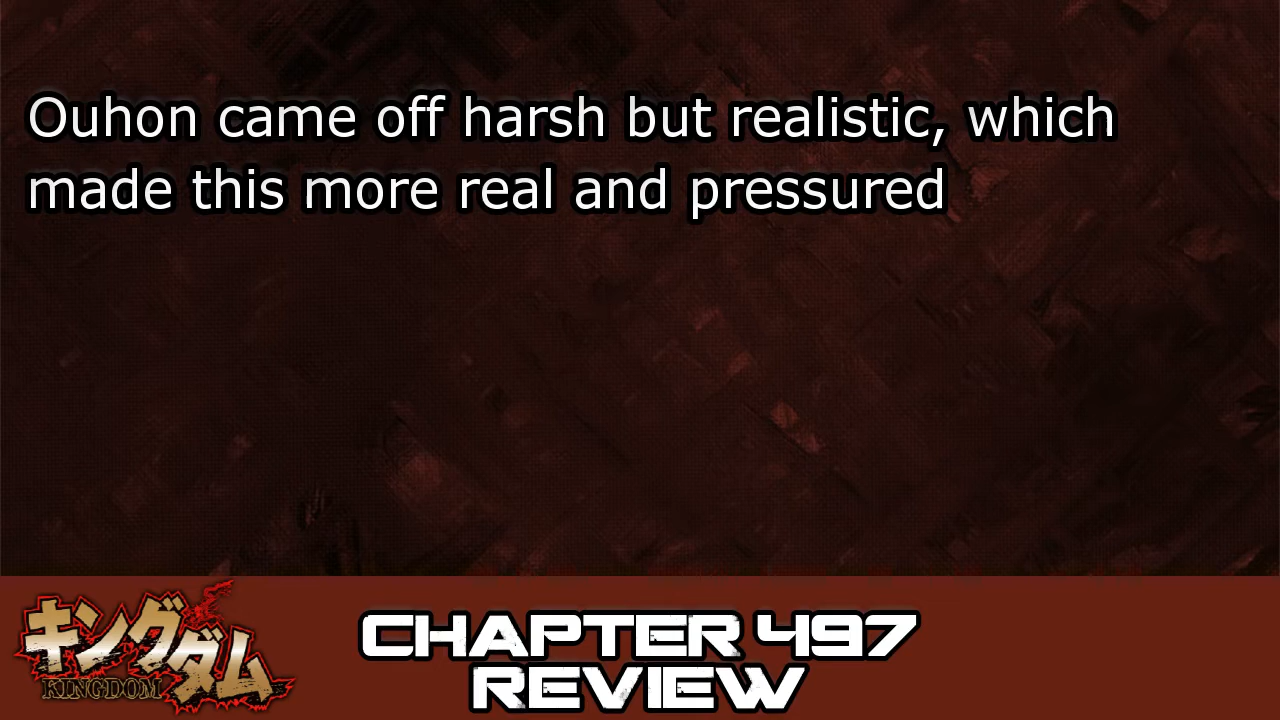 Ouhon came off harsh but realistic, which
made this more real and pressured
キングダム
KINGDOM
CHAPTER 497
REVIEW